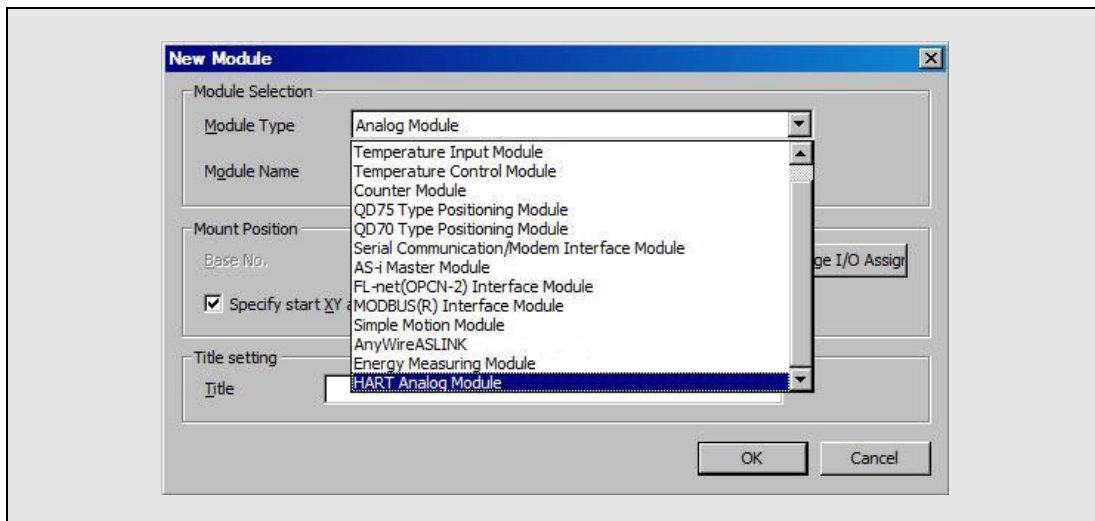 New Module
Module Selection
Module Type
Analog Module
Temperature Input Module
Module Name
Temperature Control Module
Counter Module
QD75 Type Positioning Module
QD70 Type Positioning Module
Mount Position
Serial Communication/Modem Interface Module
Base No.
AS-i Master Module
ge I/O Assign
FL-net(OPCN-2) Interface Module
Specify start XY a
MODBUS(R) Interface Module
Simple Motion Module
AnyWireASLINK
Title setting
Energy Measuring Module
Title
HART Analog Module
OK
Cancel